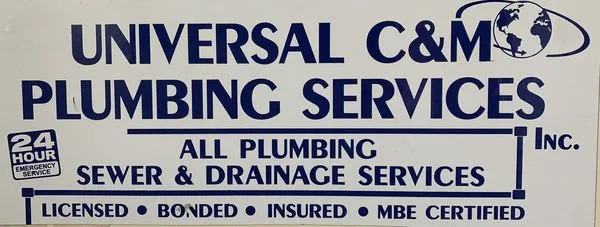 UNIVERSAL C&M
PLUMBING SERVICES
INC.
24
HOUR
EMERGENCY
SERVICE
ALL PLUMBING
SEWER & DRAINAGE SERVICES
LICENSED • BONDED • INSURED • MBE CERTIFIED